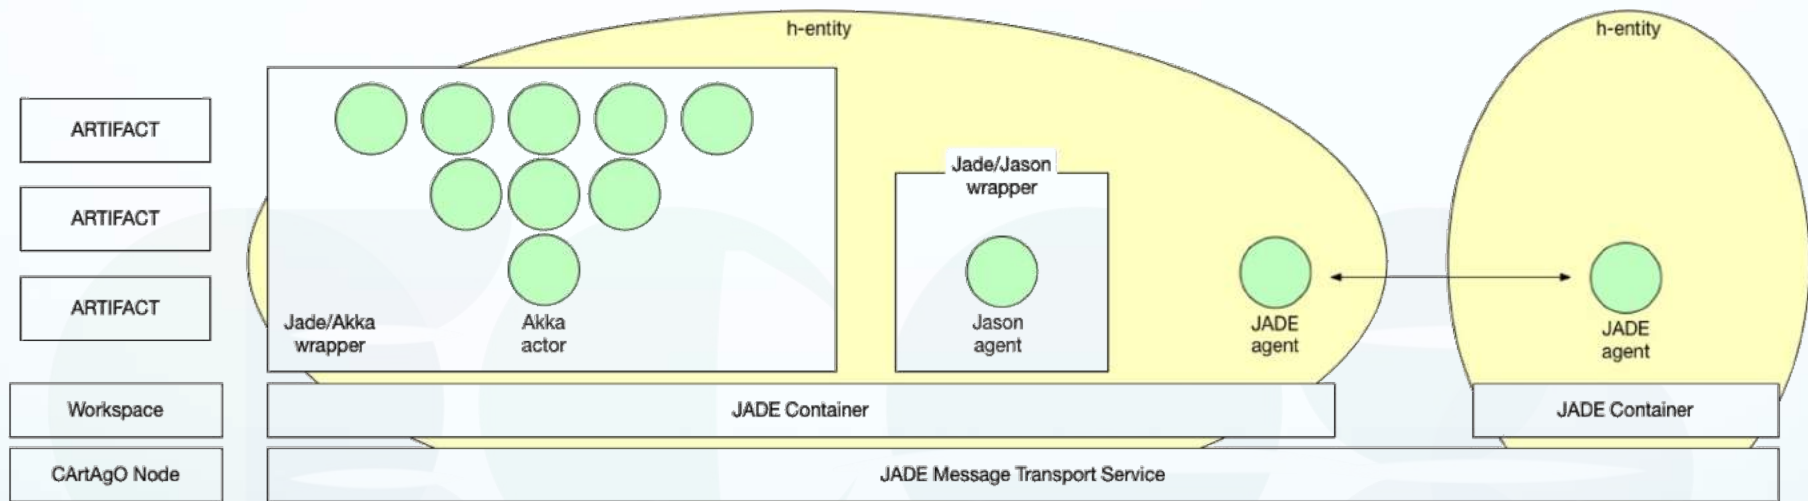 h-entity
h-entity
ARTIFACT
ARTIFACT
ARTIFACT
Jade/Akka
wrapper
Akka
actor
Jade/Jason
wrapper
Jason
agent
JADE
agent
JADE
agent
Workspace
JADE Container
JADE Container
CArtAgO Node
JADE Message Transport Service